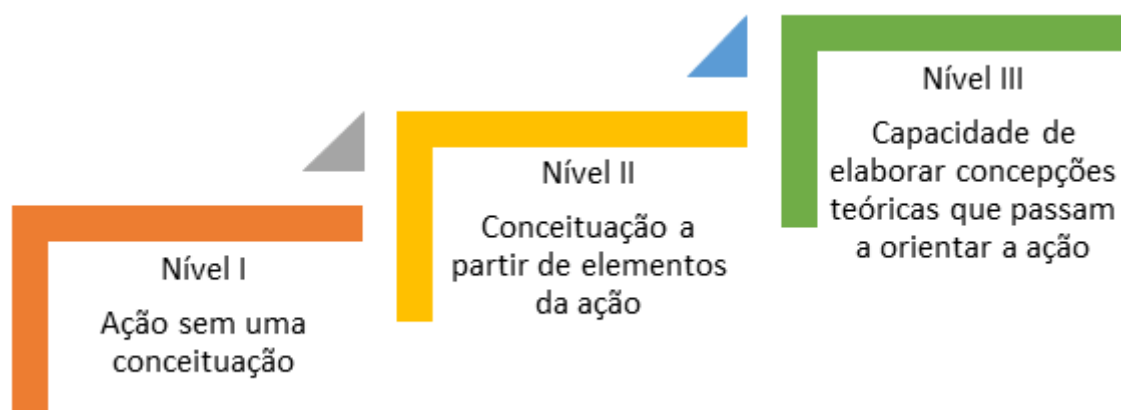 Nível I
Ação sem uma
conceituação
Nível II
Conceituação a
partir de elementos
da ação
Nível III
Capacidade de
elaborar concepções
teóricas que passam
a orientar a ação